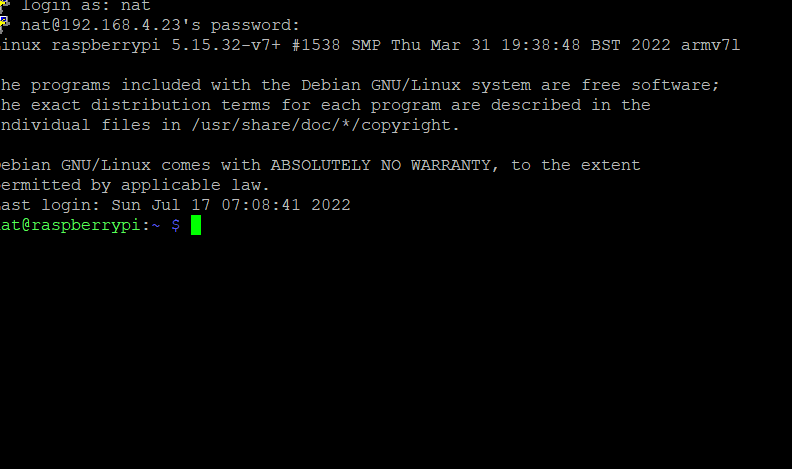 login as: nat
nat@192.168.4.23's password:
inux raspberrypi 5.15.32-v7+ #1538 SMP Thu Mar 31 19:38:48 BST 2022 armv7l
he programs included with the Debian GNU/Linux system are free software;
he exact distribution terms for each program are described in the
ndividual files in /usr/share/doc/*/copyright.
ebian GNU/Linux comes with ABSOLUTELY NO WARRANTY, to the extent
ermitted by applicable law.
ast login: Sun Jul 17 07:08:41 2022
at@raspberrypi:~ $